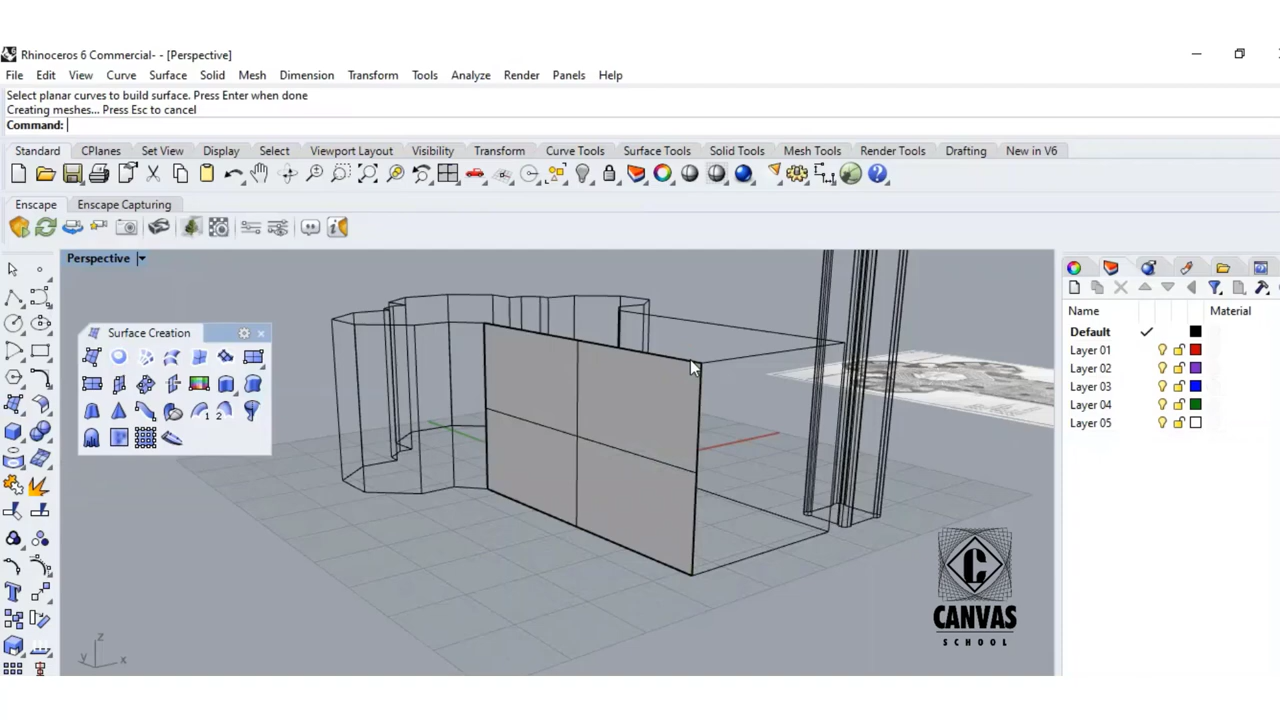 Rhinoceros 6 Commercial- - [Perspective]
File Edit View Curve Surface Solid Mesh Dimension Transform Tools Analyze Render Panels Help
Select planar curves to build surface. Press Enter when done
Creating meshes... Press Esc to cancel
Command:
Standard CPlanes Set View Display Select Viewport Layout Visibility Transform Curve Tools Surface Tools Solid Tools Mesh Tools Render Tools Drafting New in V6
Enscape Enscape Capturing
Perspective
Surface Creation
1 2
Name Material
Default
Layer 01
Layer 02
Layer 03
Layer 04
Layer 05
z
y x
C
CANVAS
SCHOOL